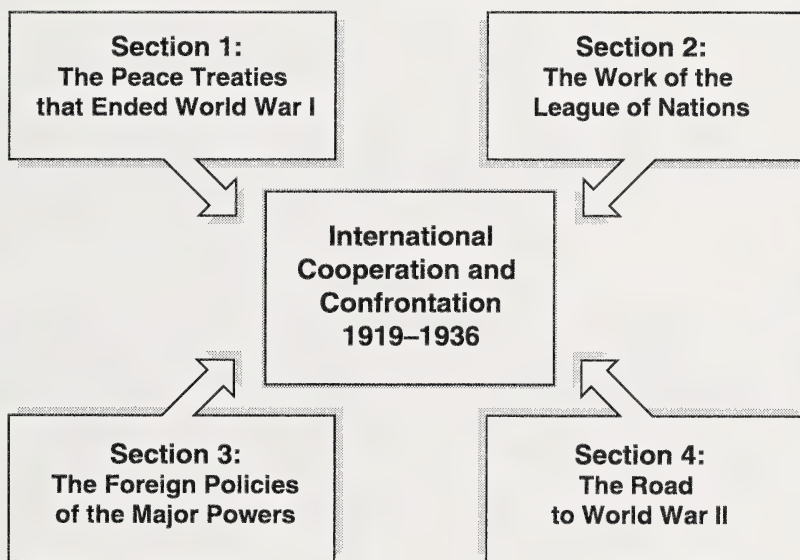 Section 1:
The Peace Treaties
that Ended World War I
Section 2:
The Work of the
League of Nations
International
Cooperation and
Confrontation
1919–1936
Section 3:
The Foreign Policies
of the Major Powers
Section 4:
The Road
to World War II